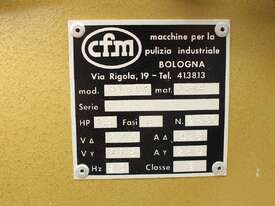 cfm
macchine per la
pulizia industriale
BOLOGNA
Via Rigola, 19 - Tel. 413813
mod. mat.
Serie
HP Fasi N.
V Δ A Δ
V Y A Y
Hz Classe